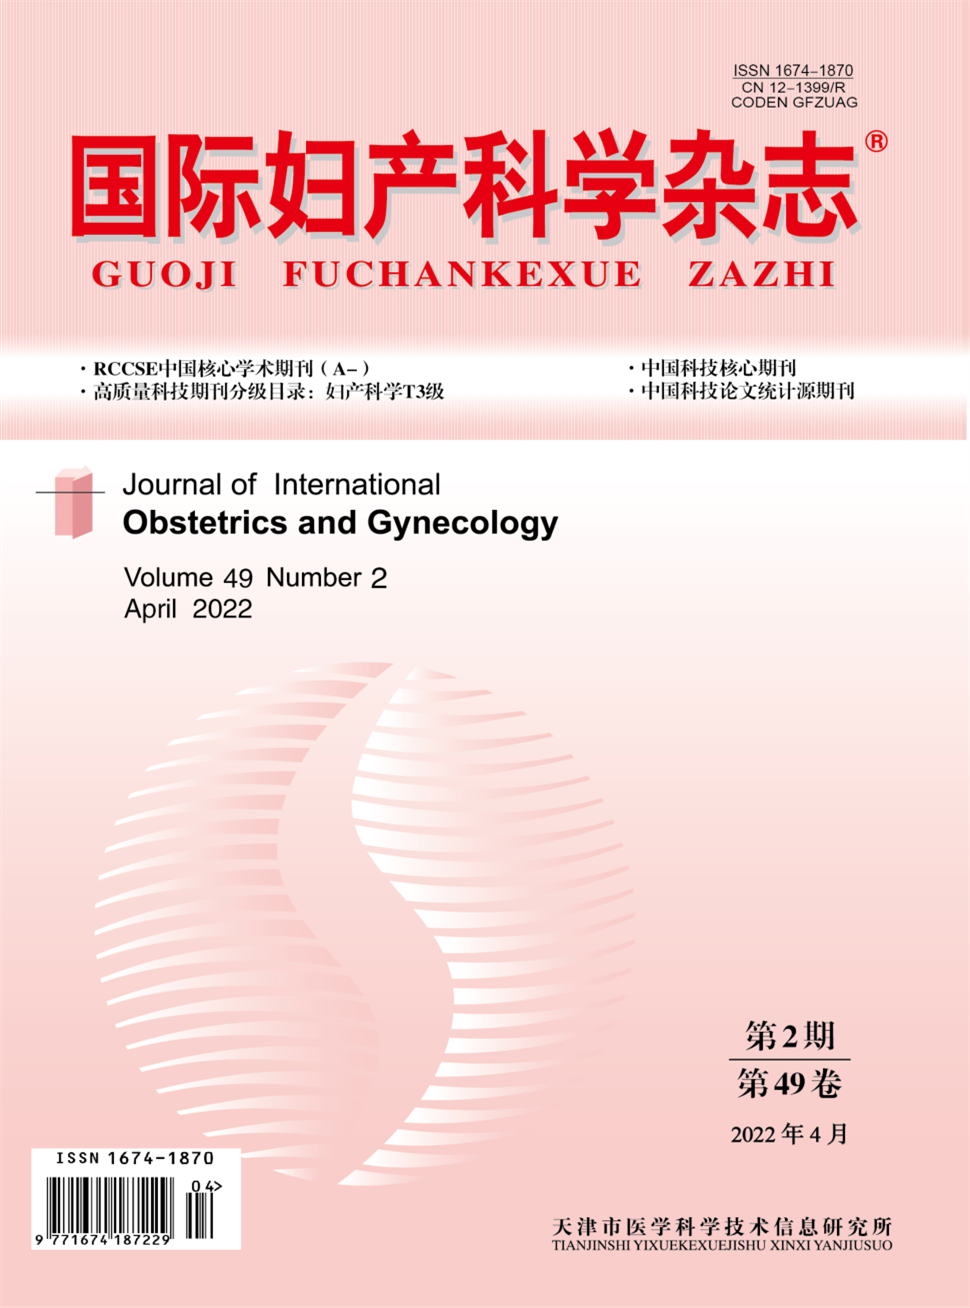 ISSN 1674-1870
CN 12-1399/R
CODEN GFZUAG
国际妇产科学杂志®
GUOJI FUCHANKEXUE ZAZHI
·RCCSE中国核心学术期刊（A-）
·高质量科技期刊分级目录：妇产科学T3级
·中国科技核心期刊
·中国科技论文统计源期刊
Journal of International
Obstetrics and Gynecology
Volume 49 Number 2
April 2022
第2期
第49卷
2022年4月
ISSN 1674-1870
04>
9 771674 187229
天津市医学科学技术信息研究所
TIANJINSHI YIXUEKEXUEJISHU XINXI YANJIUSUO